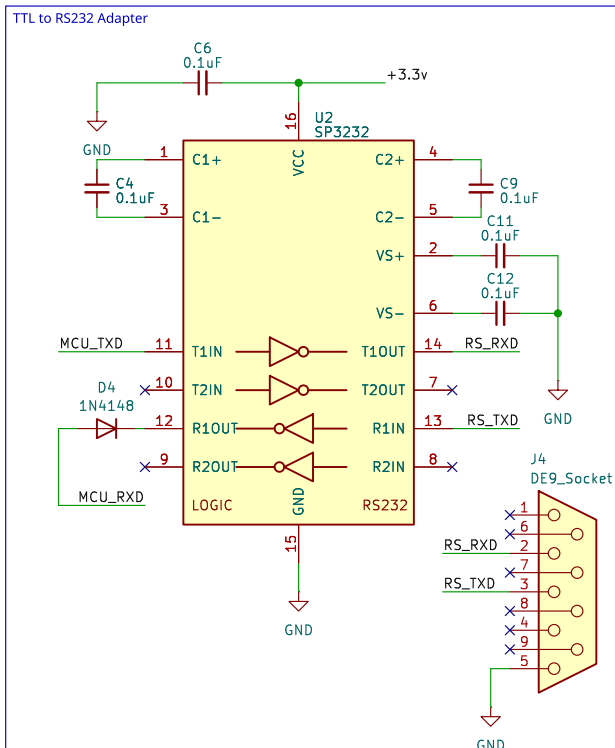 TTL to RS232 Adapter
C6
0.1uF
+3.3v
GND
16
U2
SP3232
VCC
1
C1+
C2+
4
C4
0.1uF
C9
0.1uF
3
C1-
C2-
5
C11
0.1uF
VS+
2
C12
0.1uF
VS-
6
MCU_TXD
11
T1IN
T1OUT
14
RS_RXD
10
T2IN
T2OUT
7
GND
D4
1N4148
12
R1OUT
R1IN
13
RS_TXD
9
R2OUT
R2IN
8
MCU_RXD
LOGIC
GND
RS232
15
GND
J4
DE9_Socket
1
6
RS_RXD
2
7
RS_TXD
3
8
4
9
5
GND